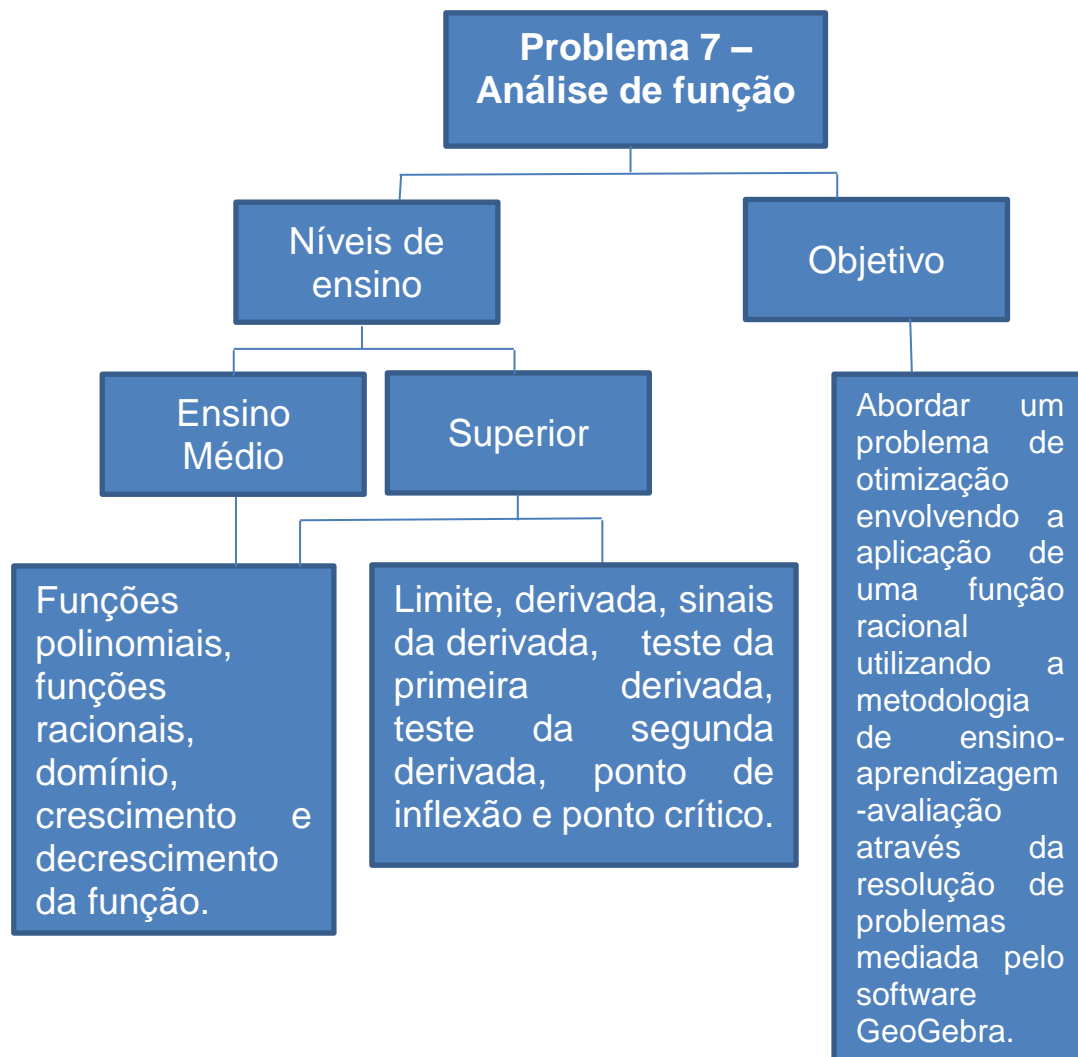 Problema 7 –
Análise de função
Níveis de
ensino
Objetivo
Ensino
Médio
Superior
Funções
polinomiais,
funções
racionais,
domínio,
crescimento e
decrescimento
da função.
Limite, derivada, sinais
da derivada, teste da
primeira derivada,
teste da segunda
derivada, ponto de
inflexão e ponto crítico.
Abordar um
problema de
otimização
envolvendo a
aplicação de
uma função
racional
utilizando a
metodologia
de ensino-
aprendizagem
-avaliação
através da
resolução de
problemas
mediada pelo
software
GeoGebra.